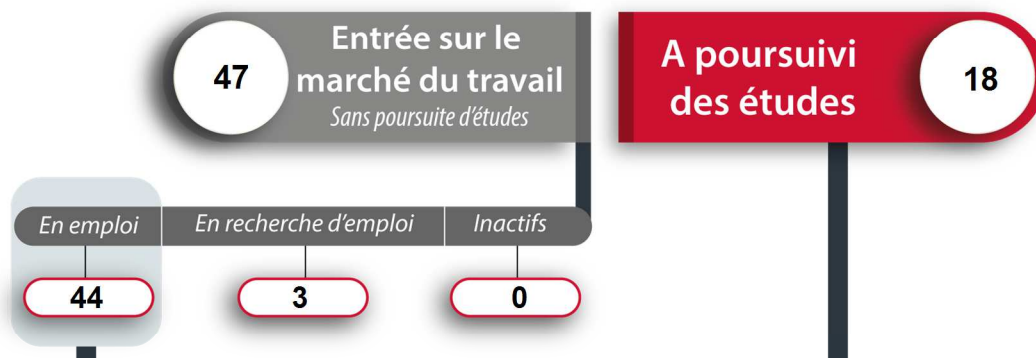 47
Entrée sur le
marché du travail
Sans poursuite d'études
A poursuivi
des études
18
En emploi
En recherche d'emploi
Inactifs
44
3
0